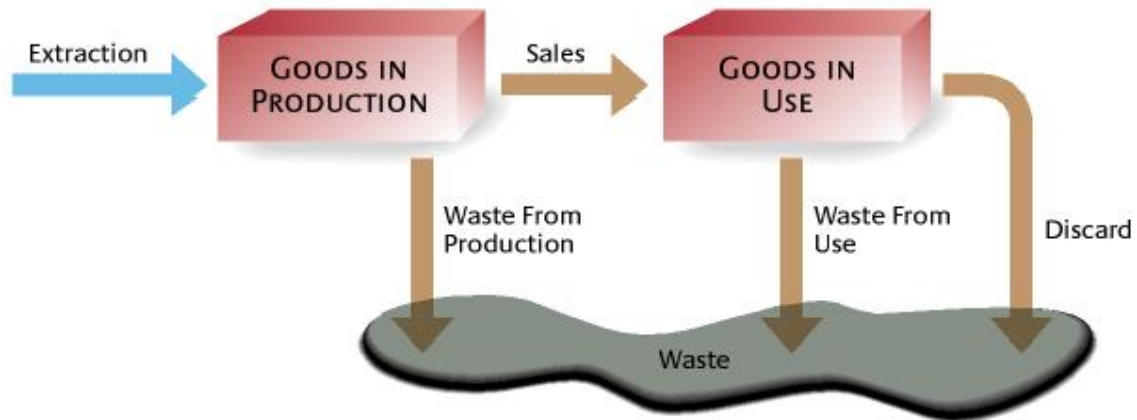 Extraction
GOODS IN
PRODUCTION
Sales
GOODS IN
USE
Waste From
Production
Waste From
Use
Discard
Waste